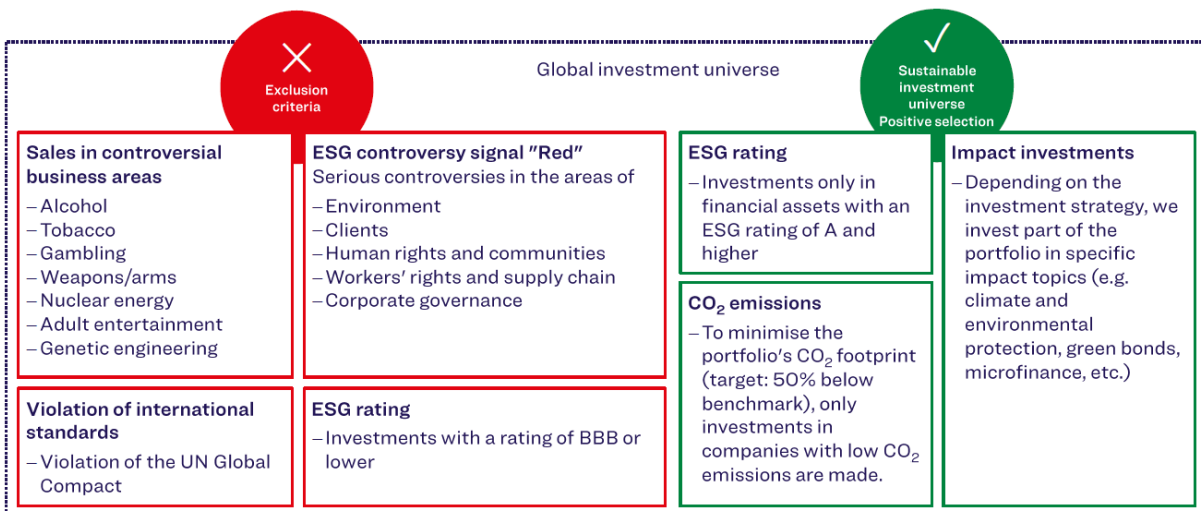 Global investment universe
Exclusion
criteria
Sustainable
investment
universe
Positive selection
Sales in controversial
business areas
– Alcohol
– Tobacco
– Gambling
– Weapons/arms
– Nuclear energy
– Adult entertainment
– Genetic engineering
ESG controversy signal "Red"
Serious controversies in the areas of
– Environment
– Clients
– Human rights and communities
– Workers' rights and supply chain
– Corporate governance
Violation of international
standards
– Violation of the UN Global
Compact
ESG rating
– Investments with a rating of BBB or
lower
ESG rating
– Investments only in
financial assets with an
ESG rating of A and
higher
CO₂ emissions
– To minimise the
portfolio's CO₂ footprint
(target: 50% below
benchmark), only
investments in
companies with low CO₂
emissions are made.
Impact investments
– Depending on the
investment strategy, we
invest part of the
portfolio in specific
impact topics (e.g.
climate and
environmental
protection, green bonds,
microfinance, etc.)